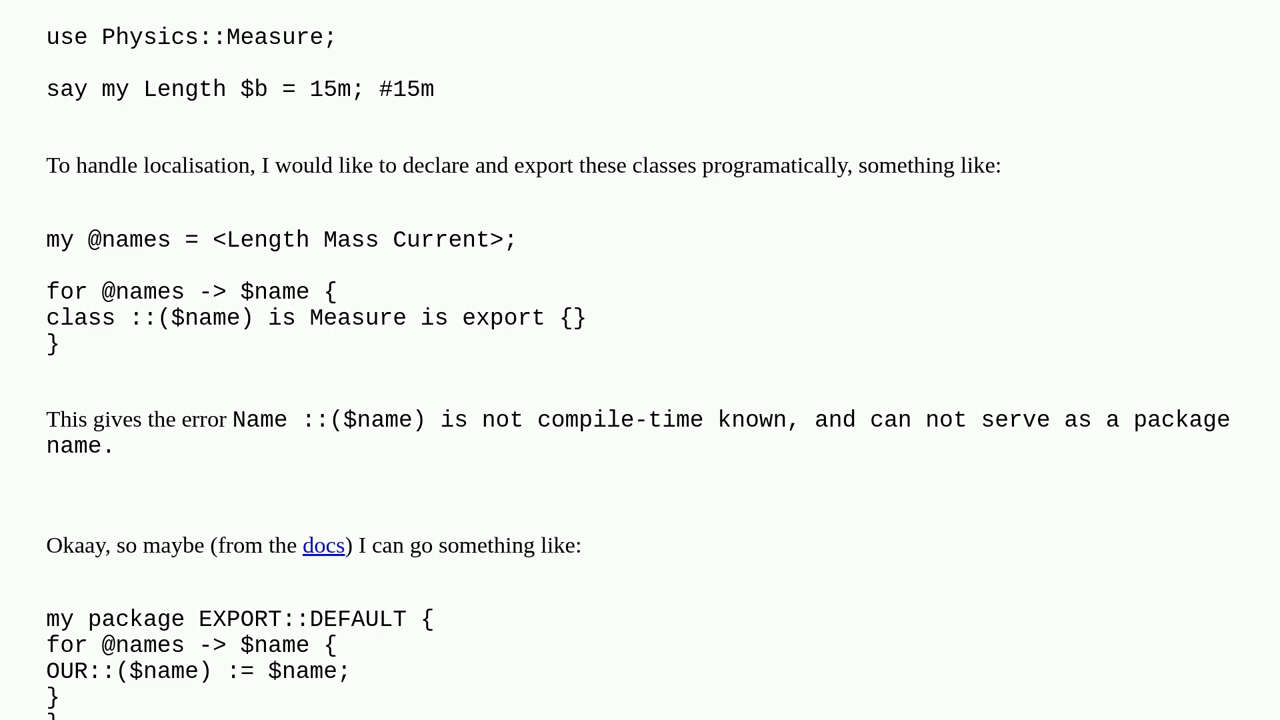 use Physics::Measure;
say my Length $b = 15m; #15m
To handle localisation, I would like to declare and export these classes programatically, something like:
my @names = <Length Mass Current>;
for @names -> $name {
class ::($name) is Measure is export {}
}
This gives the error Name ::($name) is not compile-time known, and can not serve as a package
name.
Okaay, so maybe (from the docs) I can go something like:
my package EXPORT::DEFAULT {
for @names -> $name {
OUR::($name) := $name;
}
}